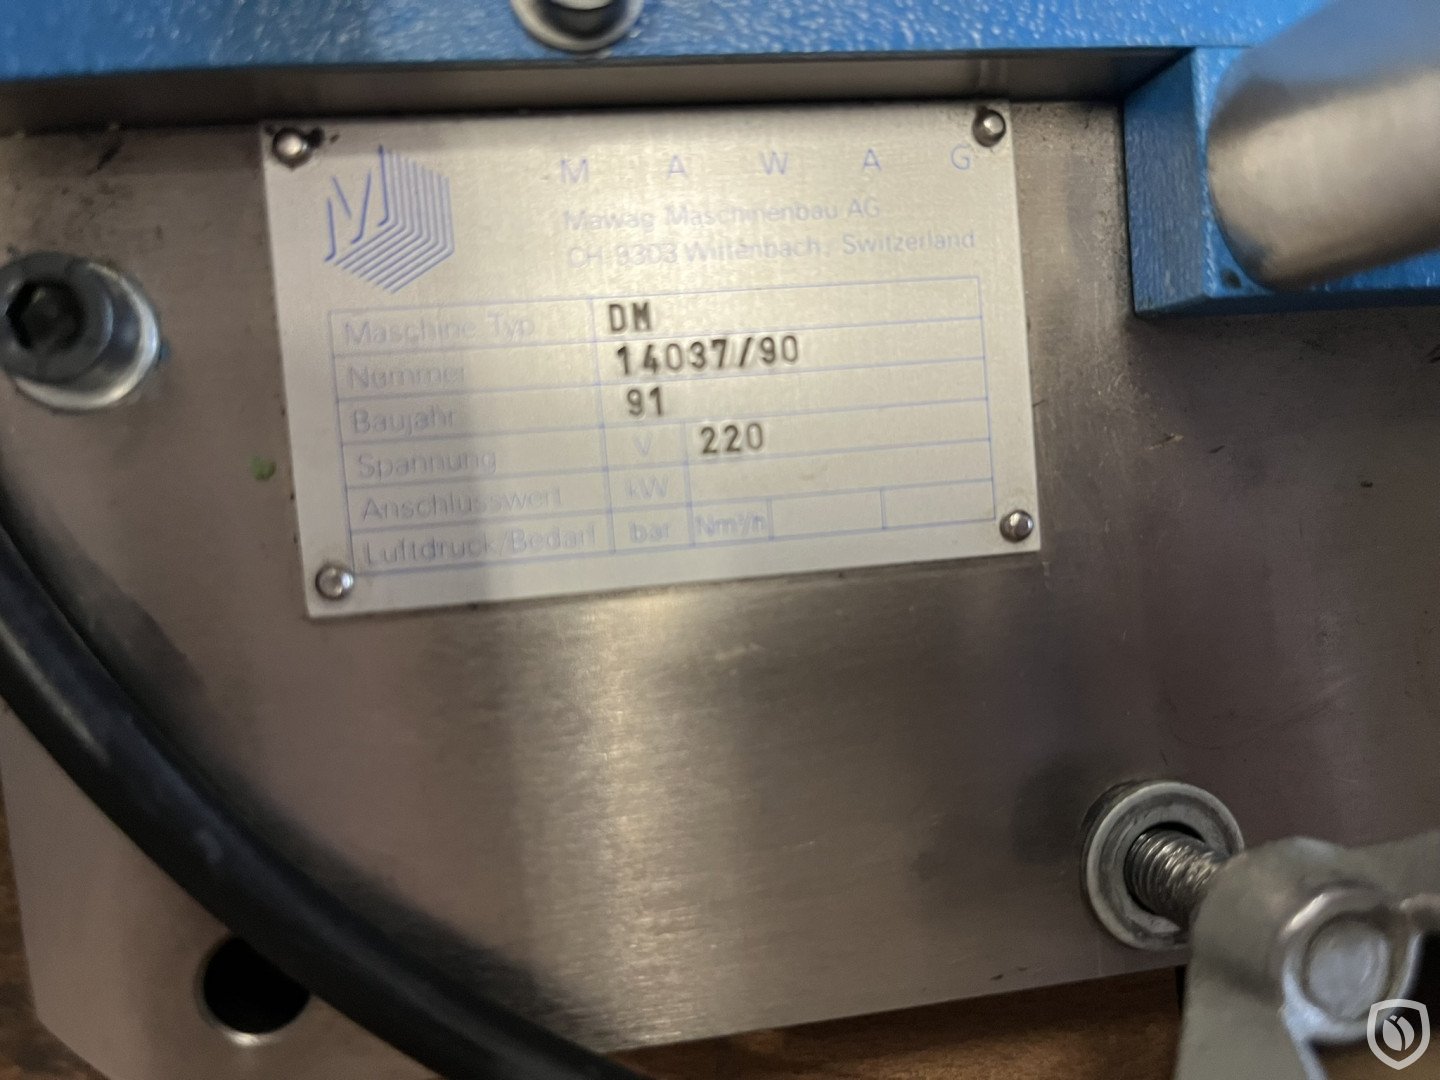 M A W A G
Mawag Maschinenbau AG
CH-9303 Wittenbach, Switzerland
Maschine Typ DM
Nummer 14037/90
Baujahr 91
Spannung V 220
Anschlusswert kW
Luftdruck/Bedarf bar Nm³/h